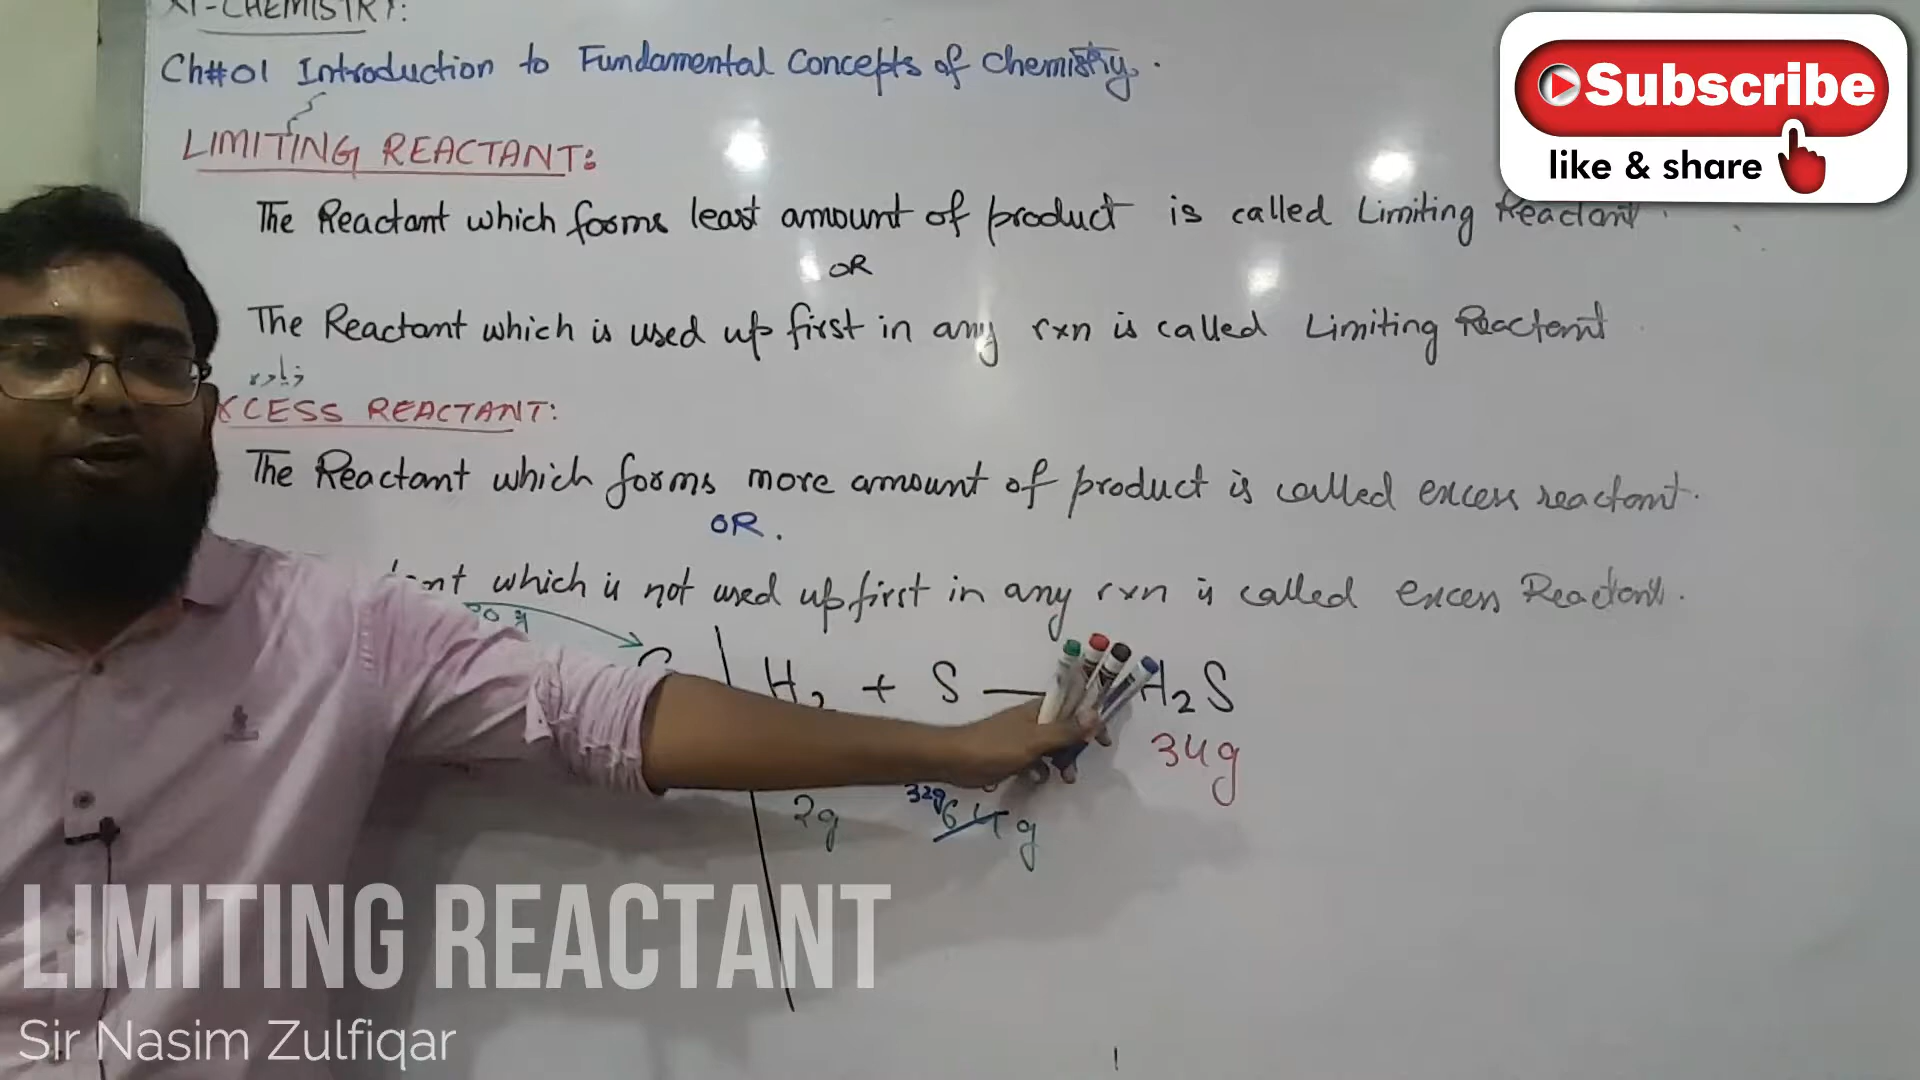 XI-CHEMISTRY:
Ch#01 Introduction to Fundamental Concepts of Chemistry.
LIMITING REACTANT:
The Reactant which forms least amount of product is called Limiting Reactant.
OR
The Reactant which is used up first in any rxn is called Limiting Reactant
زیادہ
XCESS REACTANT:
The Reactant which forms more amount of product is called excess reactant.
OR.
which is not used up first in any rxn is called excess Reactant.
H2 + S — H2S
34g
2g 32g 64g
Subscribe
like & share
LIMITING REACTANT
Sir Nasim Zulfiqar